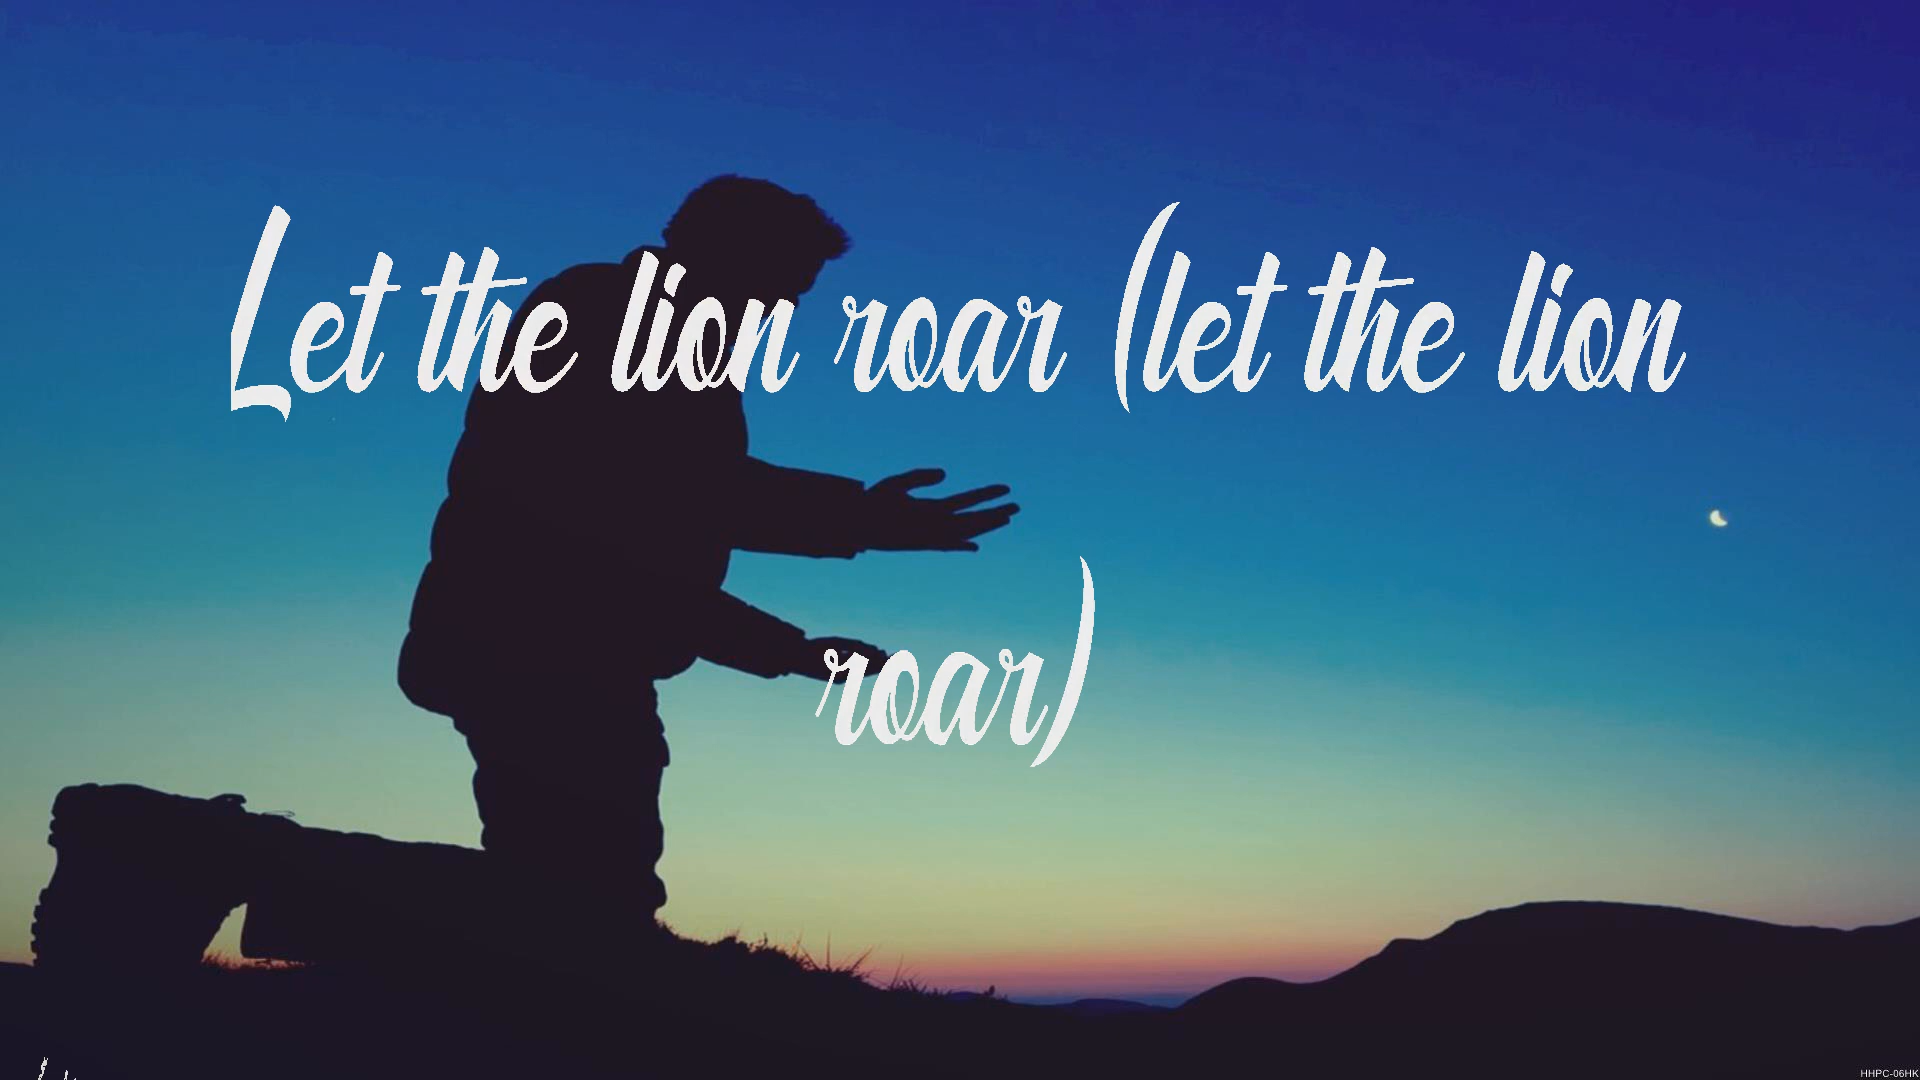 Let the lion roar (let the lion
roar)
HHPC-06HK